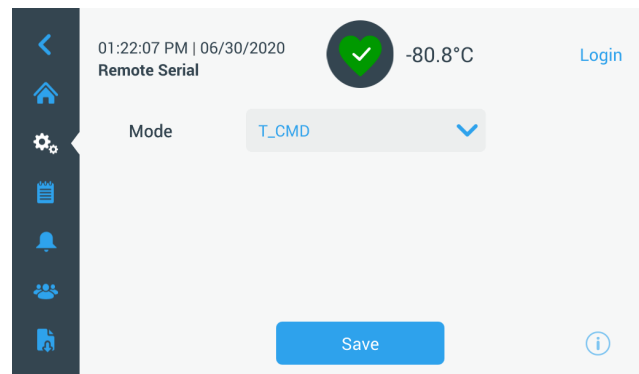 01:22:07 PM | 06/30/2020
Remote Serial
-80.8°C
Login
Mode
T_CMD
Save